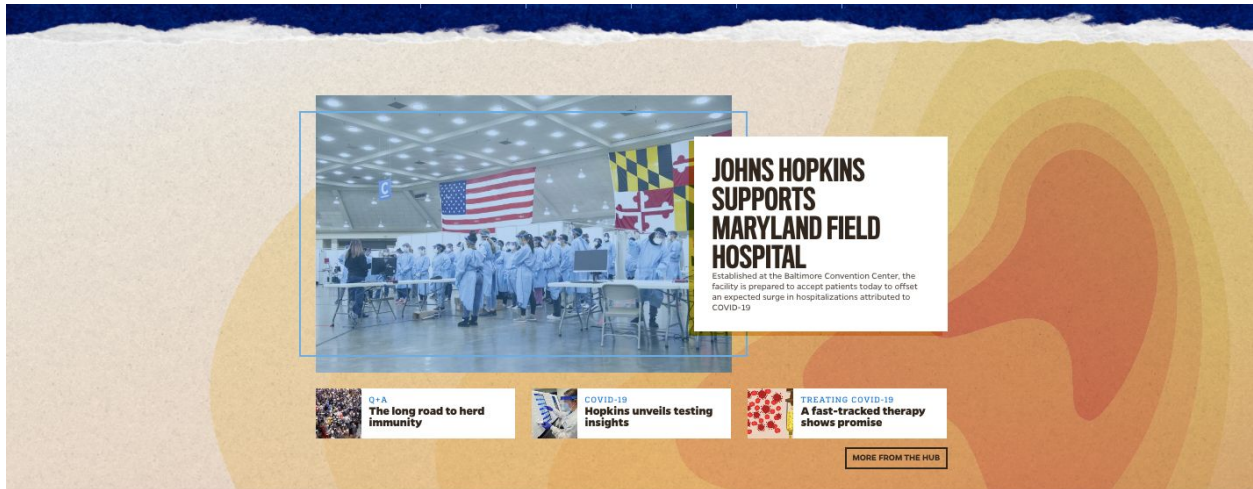 C
JOHNS HOPKINS
SUPPORTS
MARYLAND FIELD
HOSPITAL
Established at the Baltimore Convention Center, the
facility is prepared to accept patients today to offset
an expected surge in hospitalizations attributed to
COVID-19
Q+A
The long road to herd
immunity
COVID-19
Hopkins unveils testing
insights
TREATING COVID-19
A fast-tracked therapy
shows promise
MORE FROM THE HUB